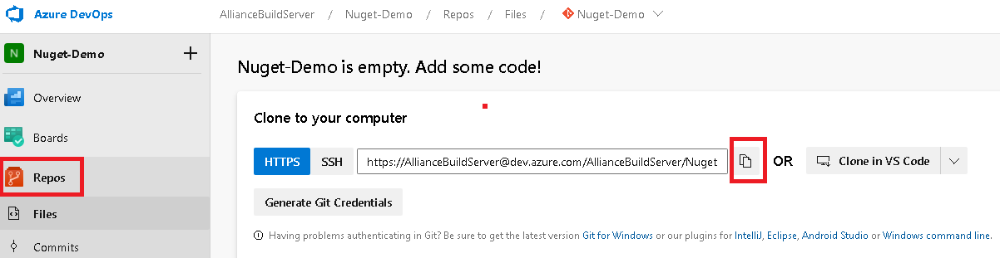 Azure DevOps
AllianceBuildServer / Nuget-Demo / Repos / Files / Nuget-Demo
N Nuget-Demo +
Overview
Boards
Repos
Files
Commits
Nuget-Demo is empty. Add some code!
Clone to your computer
HTTPS SSH https://AllianceBuildServer@dev.azure.com/AllianceBuildServer/Nuget OR Clone in VS Code
Generate Git Credentials
Having problems authenticating in Git? Be sure to get the latest version Git for Windows or our plugins for IntelliJ, Eclipse, Android Studio or Windows command line.